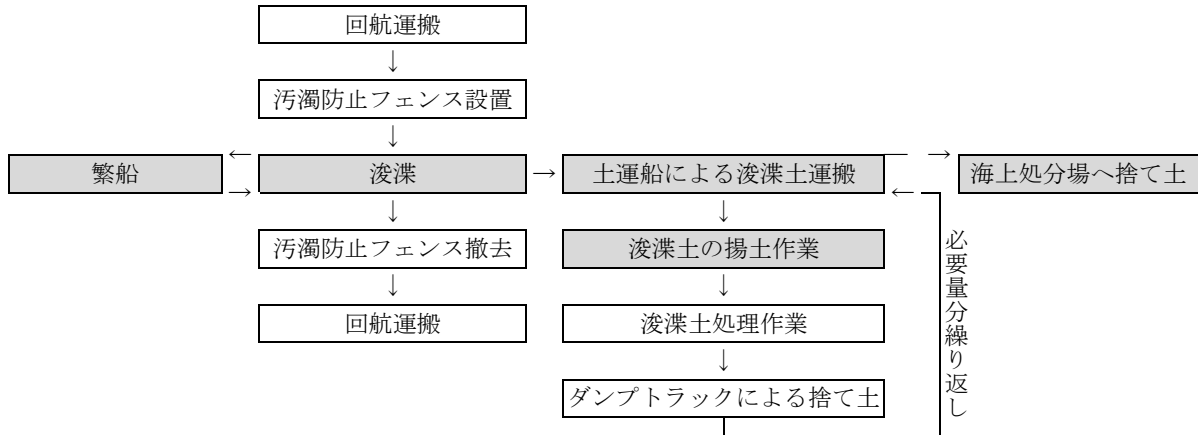 回航運搬
↓
汚濁防止フェンス設置
↓
繁船 ← → 浚渫 → 土運船による浚渫土運搬 → ← 海上処分場へ捨て土
↓ ↓
汚濁防止フェンス撤去 浚渫土の揚土作業
↓ ↓
回航運搬 浚渫土処理作業
↓
ダンプトラックによる捨て土
必要量分繰り返し